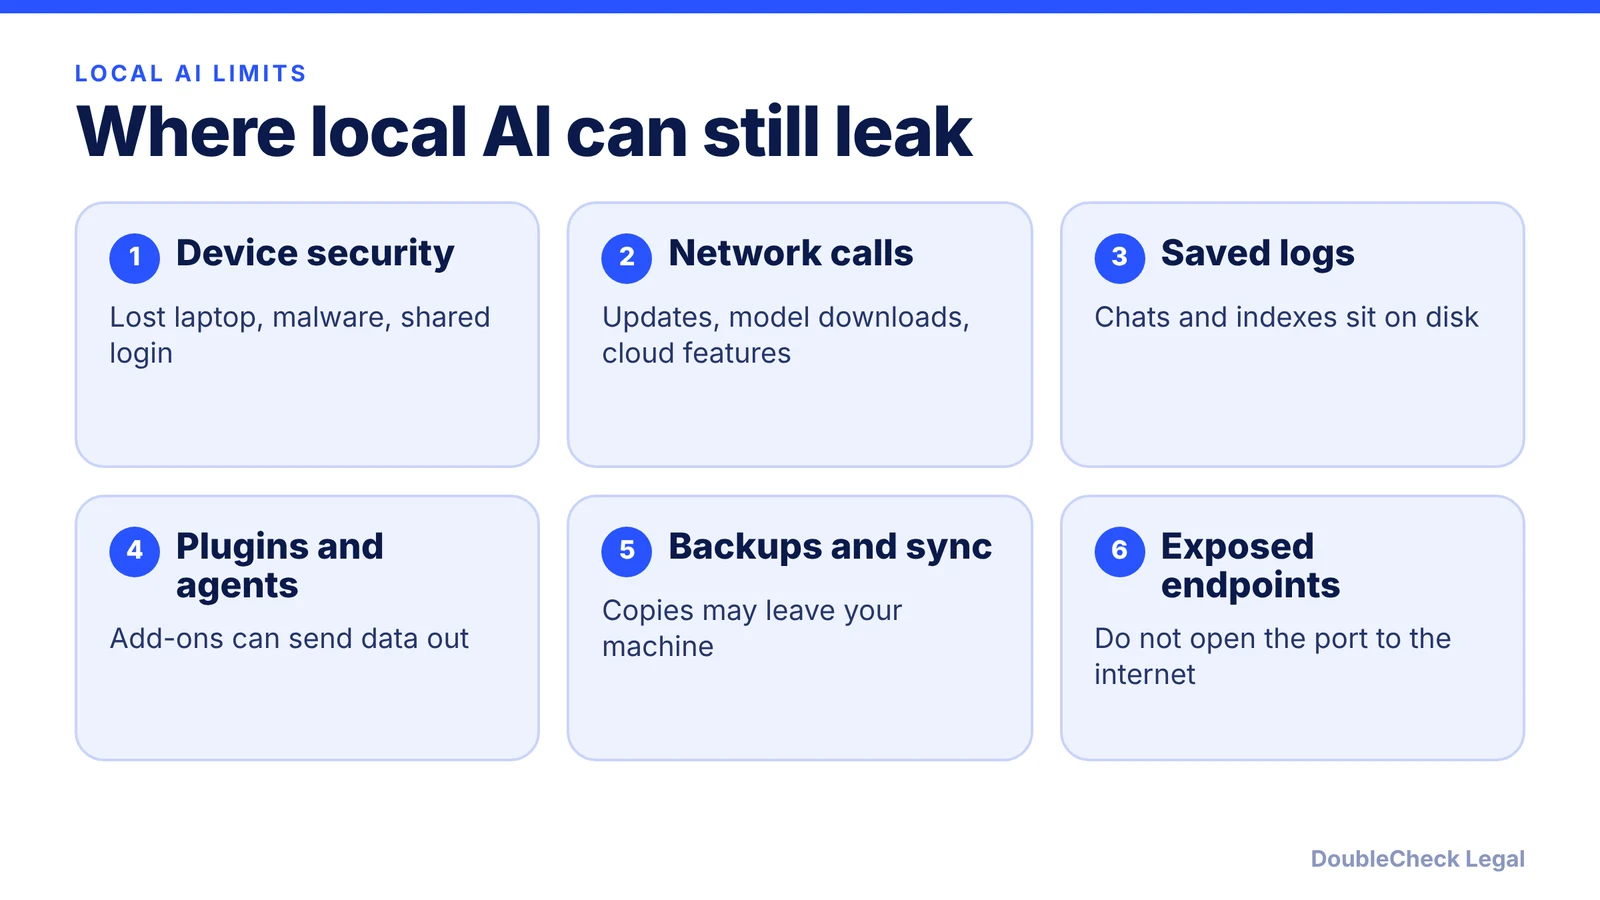 LOCAL AI LIMITS
Where local AI can still leak
1 Device security
Lost laptop, malware, shared
login
2 Network calls
Updates, model downloads,
cloud features
3 Saved logs
Chats and indexes sit on disk
4 Plugins and
agents
Add-ons can send data out
5 Backups and sync
Copies may leave your
machine
6 Exposed
endpoints
Do not open the port to the
internet
DoubleCheck Legal